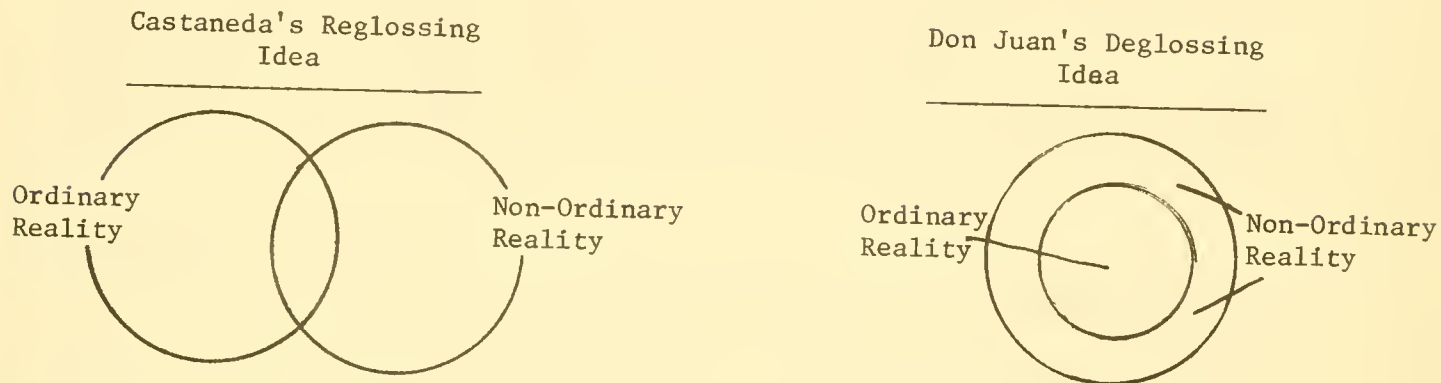 Castaneda's Reglossing
Idea
Ordinary
Reality
Non-Ordinary
Reality
Don Juan's Deglossing
Idea
Ordinary
Reality
Non-Ordinary
Reality